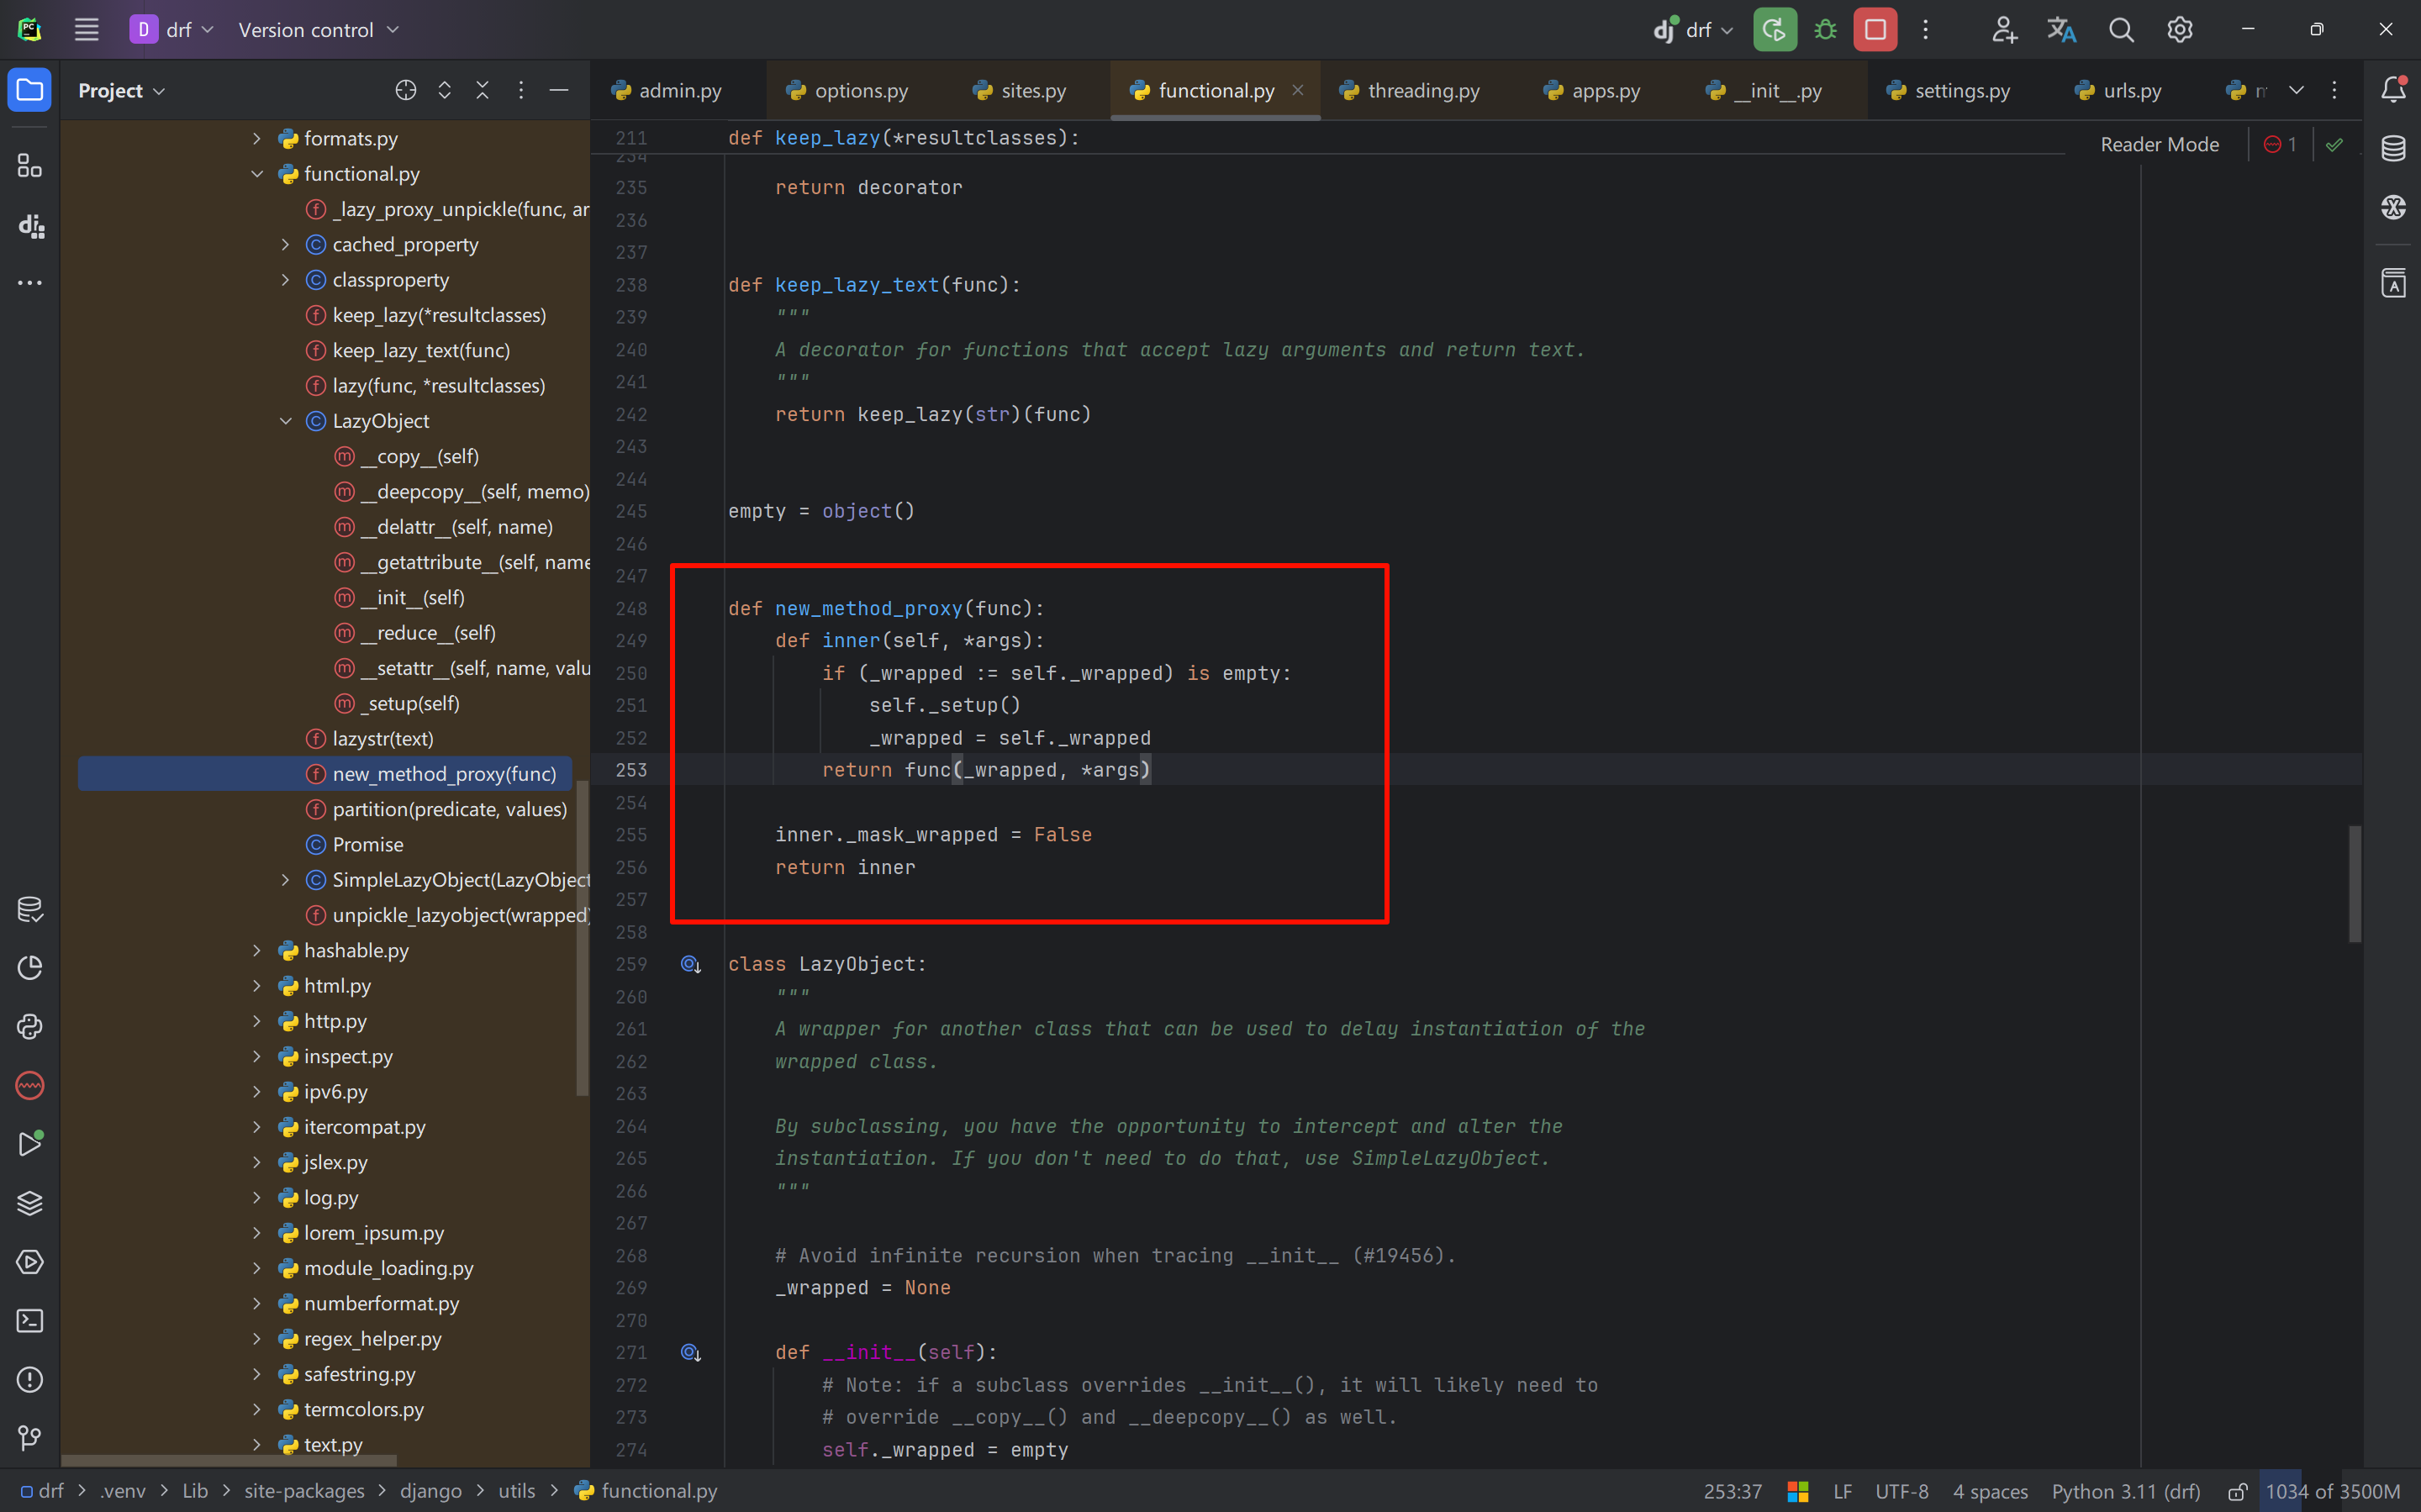 D drf Version control drf
Project
admin.py options.py sites.py functional.py threading.py apps.py __init__.py settings.py urls.py
formats.py
functional.py
_lazy_proxy_unpickle(func, ar
cached_property
classproperty
keep_lazy(*resultclasses)
keep_lazy_text(func)
lazy(func, *resultclasses)
LazyObject
__copy__(self)
__deepcopy__(self, memo)
__delattr__(self, name)
__getattribute__(self, name
__init__(self)
__reduce__(self)
__setattr__(self, name, valu
_setup(self)
lazystr(text)
new_method_proxy(func)
partition(predicate, values)
Promise
SimpleLazyObject(LazyObject
unpickle_lazyobject(wrapped)
hashable.py
html.py
http.py
inspect.py
ipv6.py
itercompat.py
jslex.py
log.py
lorem_ipsum.py
module_loading.py
numberformat.py
regex_helper.py
safestring.py
termcolors.py
text.py
211 def keep_lazy(*resultclasses):
Reader Mode 1
234
235 return decorator
236
237
238 def keep_lazy_text(func):
239 """
240 A decorator for functions that accept lazy arguments and return text.
241 """
242 return keep_lazy(str)(func)
243
244
245 empty = object()
246
247
248 def new_method_proxy(func):
249 def inner(self, *args):
250 if (_wrapped := self._wrapped) is empty:
251 self._setup()
252 _wrapped = self._wrapped
253 return func(_wrapped, *args)
254
255 inner._mask_wrapped = False
256 return inner
257
258
259 class LazyObject:
260 """
261 A wrapper for another class that can be used to delay instantiation of the
262 wrapped class.
263
264 By subclassing, you have the opportunity to intercept and alter the
265 instantiation. If you don't need to do that, use SimpleLazyObject.
266 """
267
268 # Avoid infinite recursion when tracing __init__ (#19456).
269 _wrapped = None
270
271 def __init__(self):
272 # Note: if a subclass overrides __init__(), it will likely need to
273 # override __copy__() and __deepcopy__() as well.
274 self._wrapped = empty
drf > .venv > Lib > site-packages > django > utils > functional.py 253:37 LF UTF-8 4 spaces Python 3.11 (drf) 1034 of 3500M